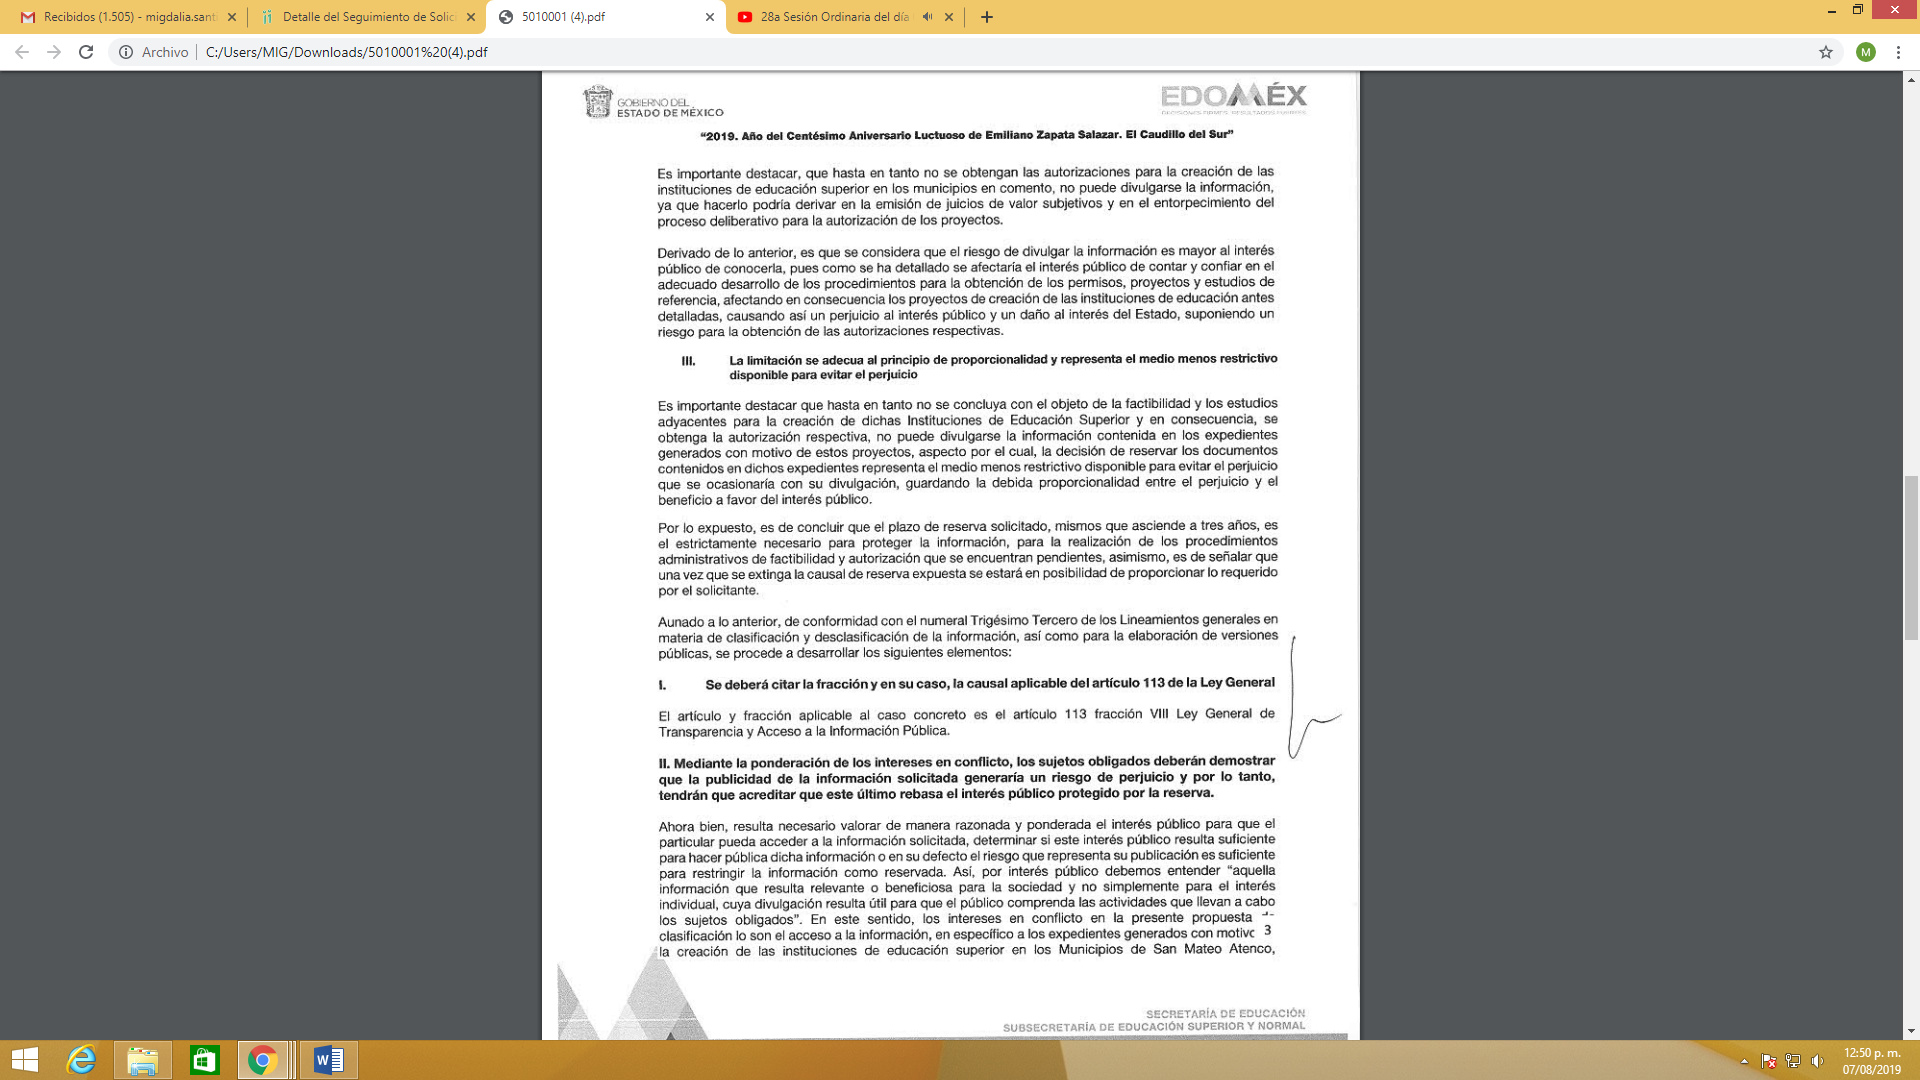 Recibidos (1.505) - migdalia.sant
Detalle del Seguimiento de Solici
5010001 (4).pdf
28a Sesión Ordinaria del día
Archivo
C:/Users/MIG/Downloads/5010001%20(4).pdf
M
GOBIERNO DEL
ESTADO DE MÉXICO
EDOMÉX
DECISIONES FIRMES, RESULTADOS FUERTES
“2019. Año del Centésimo Aniversario Luctuoso de Emiliano Zapata Salazar. El Caudillo del Sur”
Es importante destacar, que hasta en tanto no se obtengan las autorizaciones para la creación de las
instituciones de educación superior en los municipios en comento, no puede divulgarse la información,
ya que hacerlo podría derivar en la emisión de juicios de valor subjetivos y en el entorpecimiento del
proceso deliberativo para la autorización de los proyectos.
Derivado de lo anterior, es que se considera que el riesgo de divulgar la información es mayor al interés
público de conocerla, pues como se ha detallado se afectaría el interés público de contar y confiar en el
adecuado desarrollo de los procedimientos para la obtención de los permisos, proyectos y estudios de
referencia, afectando en consecuencia los proyectos de creación de las instituciones de educación antes
detalladas, causando así un perjuicio al interés público y un daño al interés del Estado, suponiendo un
riesgo para la obtención de las autorizaciones respectivas.
III. La limitación se adecua al principio de proporcionalidad y representa el medio menos restrictivo
disponible para evitar el perjuicio
Es importante destacar que hasta en tanto no se concluya con el objeto de la factibilidad y los estudios
adyacentes para la creación de dichas Instituciones de Educación Superior y en consecuencia, se
obtenga la autorización respectiva, no puede divulgarse la información contenida en los expedientes
generados con motivo de estos proyectos, aspecto por el cual, la decisión de reservar los documentos
contenidos en dichos expedientes representa el medio menos restrictivo disponible para evitar el perjuicio
que se ocasionaría con su divulgación, guardando la debida proporcionalidad entre el perjuicio y el
beneficio a favor del interés público.
Por lo expuesto, es de concluir que el plazo de reserva solicitado, mismos que asciende a tres años, es
el estrictamente necesario para proteger la información, para la realización de los procedimientos
administrativos de factibilidad y autorización que se encuentran pendientes, asimismo, es de señalar que
una vez que se extinga la causal de reserva expuesta se estará en posibilidad de proporcionar lo requerido
por el solicitante.
Aunado a lo anterior, de conformidad con el numeral Trigésimo Tercero de los Lineamientos generales en
materia de clasificación y desclasificación de la información, así como para la elaboración de versiones
públicas, se procede a desarrollar los siguientes elementos:
I. Se deberá citar la fracción y en su caso, la causal aplicable del artículo 113 de la Ley General
El artículo y fracción aplicable al caso concreto es el artículo 113 fracción VIII Ley General de
Transparencia y Acceso a la Información Pública.
II. Mediante la ponderación de los intereses en conflicto, los sujetos obligados deberán demostrar
que la publicidad de la información solicitada generaría un riesgo de perjuicio y por lo tanto,
tendrán que acreditar que este último rebasa el interés público protegido por la reserva.
Ahora bien, resulta necesario valorar de manera razonada y ponderada el interés público para que el
particular pueda acceder a la información solicitada, determinar si este interés público resulta suficiente
para hacer pública dicha información o en su defecto el riesgo que representa su publicación es suficiente
para restringir la información como reservada. Así, por interés público debemos entender “aquella
información que resulta relevante o beneficiosa para la sociedad y no simplemente para el interés
individual, cuya divulgación resulta útil para que el público comprenda las actividades que llevan a cabo
los sujetos obligados”. En este sentido, los intereses en conflicto en la presente propuesta
clasificación lo son el acceso a la información, en específico a los expedientes generados con motivo 3
la creación de las instituciones de educación superior en los Municipios de San Mateo Atenco,
SECRETARÍA DE EDUCACIÓN
SUBSECRETARÍA DE EDUCACIÓN SUPERIOR Y NORMAL
12:50 p. m.
07/08/2019